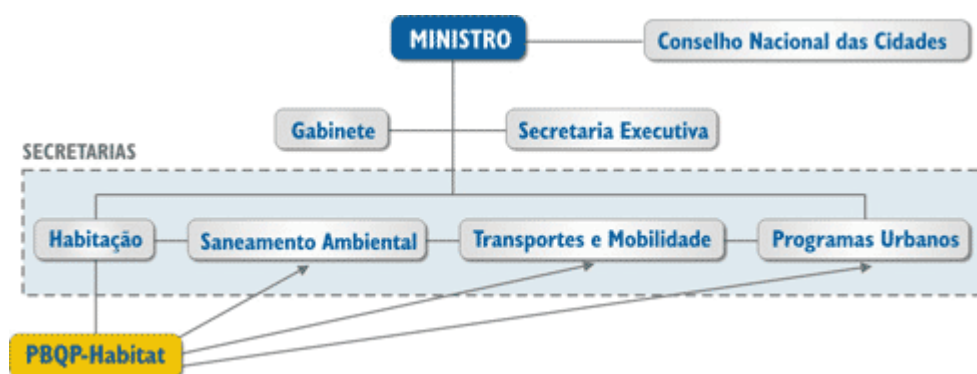 MINISTRO
Conselho Nacional das Cidades
Gabinete
Secretaria Executiva
SECRETARIAS
Habitação
Saneamento Ambiental
Transportes e Mobilidade
Programas Urbanos
PBQP-Habitat